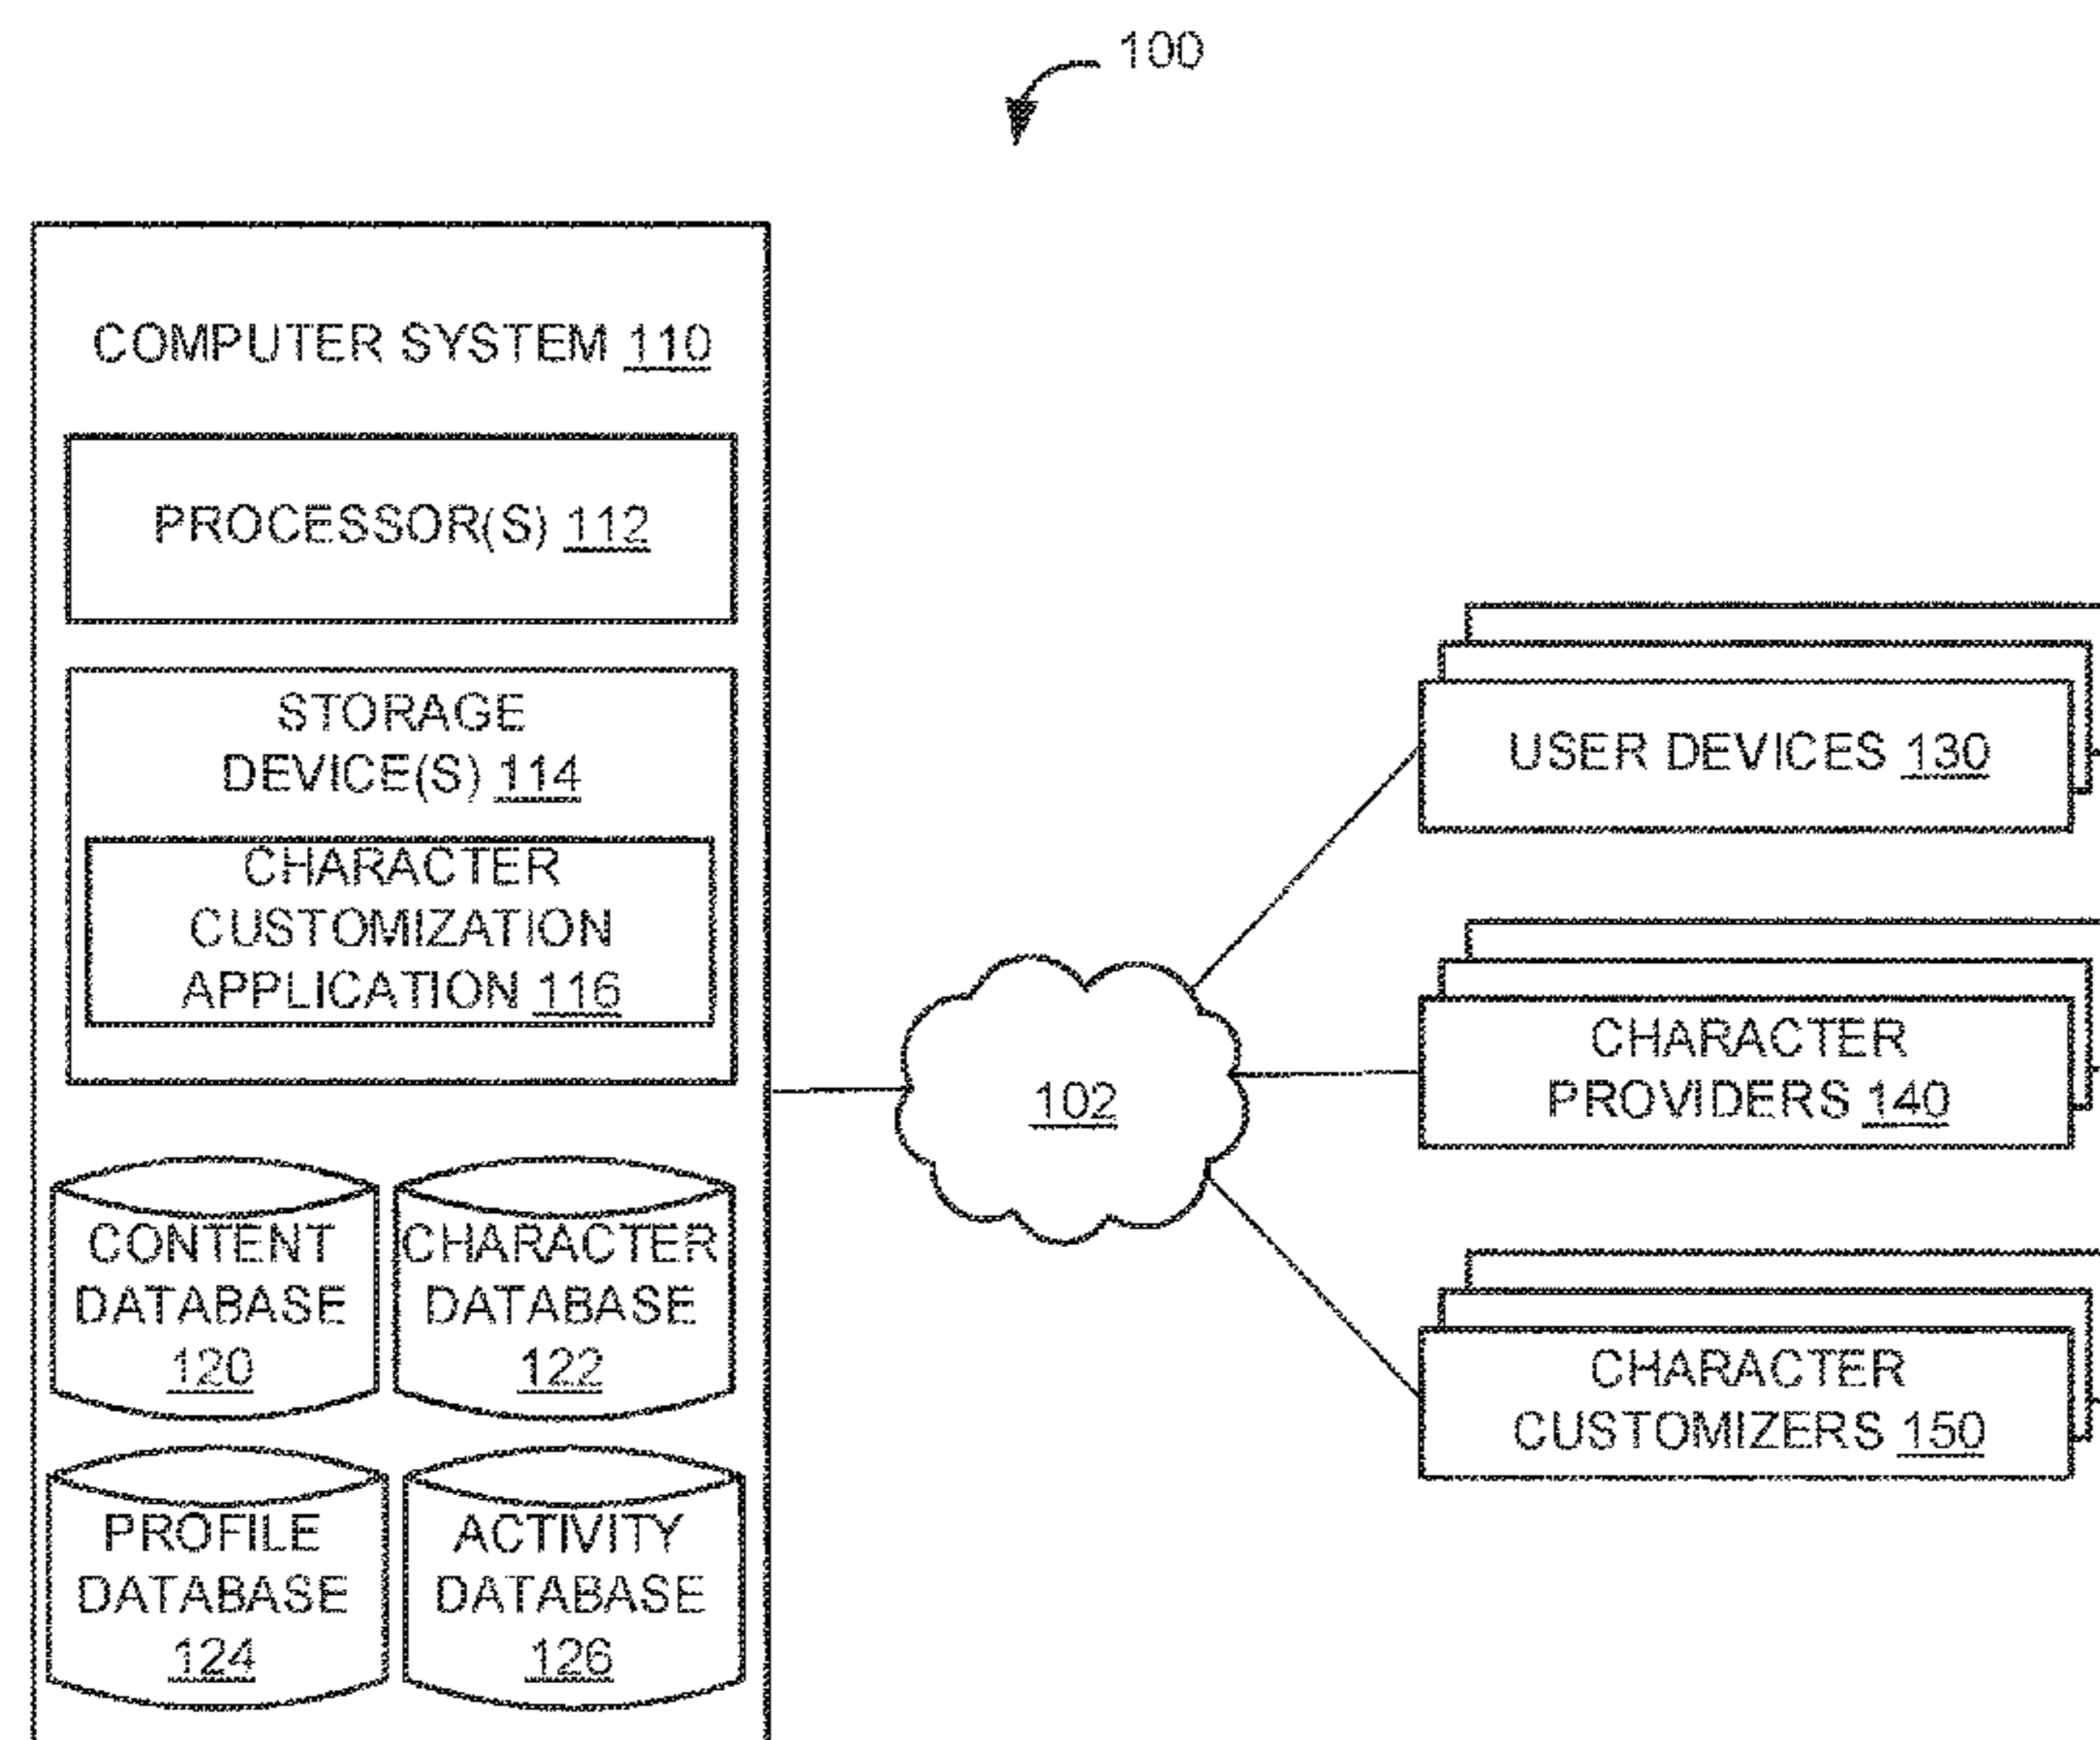 100
COMPUTER SYSTEM 110
PROCESSOR(S) 112
STORAGE
DEVICE(S) 114
CHARACTER
CUSTOMIZATION
APPLICATION 116
CONTENT
DATABASE
120
CHARACTER
DATABASE
122
PROFILE
DATABASE
124
ACTIVITY
DATABASE
126
102
USER DEVICES 130
CHARACTER
PROVIDERS 140
CHARACTER
CUSTOMIZERS 150